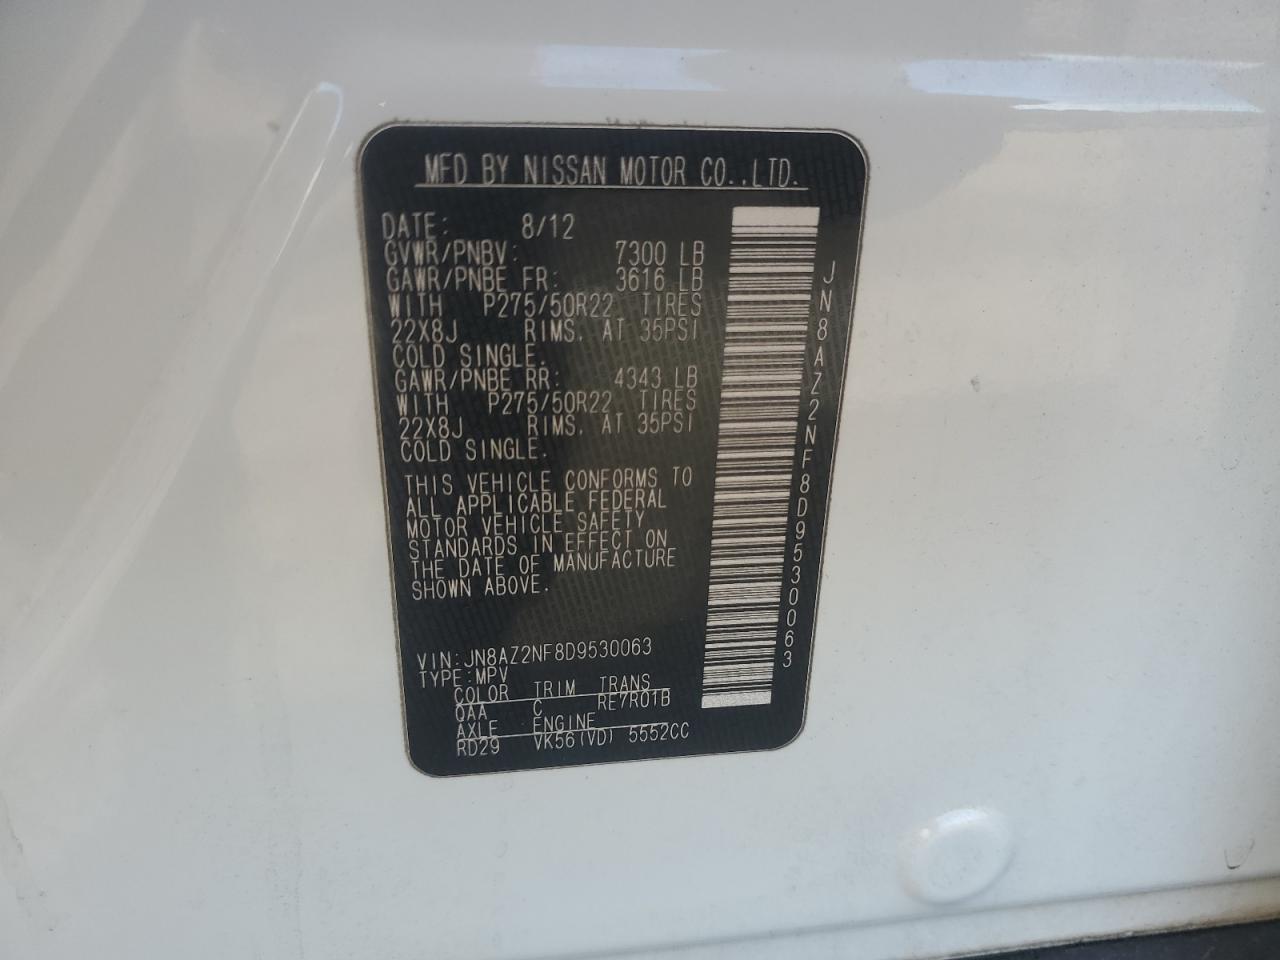 MFD BY NISSAN MOTOR CO.,LTD.
DATE: 8/12
GVWR/PNBV: 7300 LB
GAWR/PNBE FR: 3616 LB
WITH P275/50R22 TIRES
22X8J RIMS, AT 35PSI
COLD SINGLE.
GAWR/PNBE RR: 4343 LB
WITH P275/50R22 TIRES
22X8J RIMS, AT 35PSI
COLD SINGLE.
THIS VEHICLE CONFORMS TO
ALL APPLICABLE FEDERAL
MOTOR VEHICLE SAFETY
STANDARDS IN EFFECT ON
THE DATE OF MANUFACTURE
SHOWN ABOVE.
VIN:JN8AZ2NF8D9530063
TYPE:MPV
COLOR TRIM TRANS
QAA C RE7R01B
AXLE ENGINE
RD29 VK56(VD) 5552CC
JN8AZ2NF8D9530063